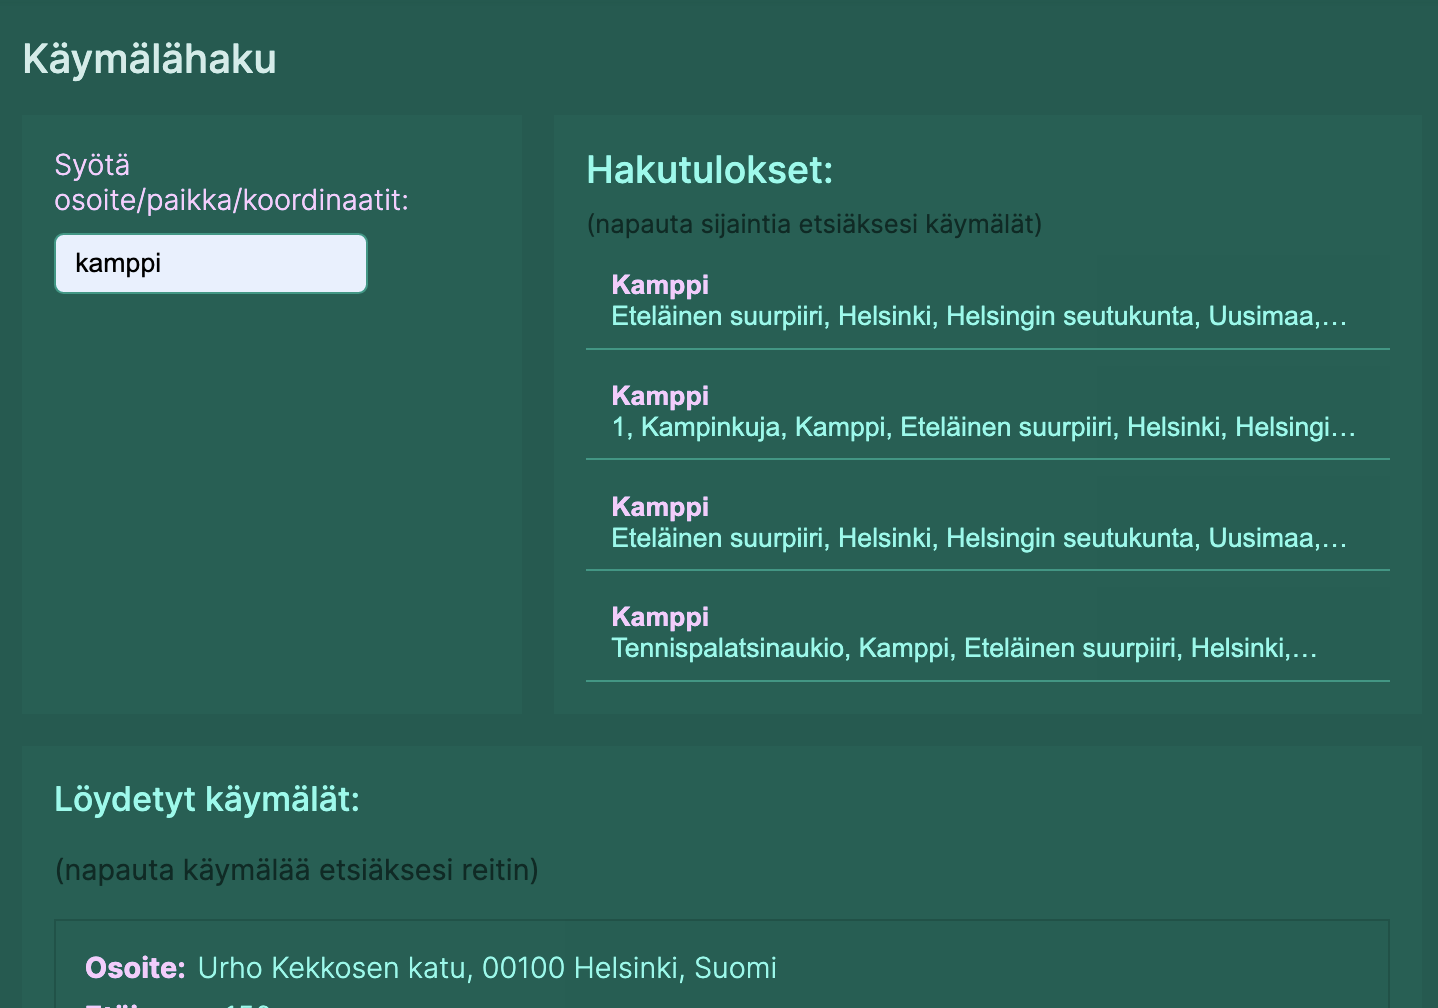 Käymälähaku
Syötä
osoite/paikka/koordinaatit:
kamppi
Hakutulokset:
(napauta sijaintia etsiäksesi käymälät)
Kamppi
Eteläinen suurpiiri, Helsinki, Helsingin seutukunta, Uusimaa,…
Kamppi
1, Kampinkuja, Kamppi, Eteläinen suurpiiri, Helsinki, Helsingi…
Kamppi
Eteläinen suurpiiri, Helsinki, Helsingin seutukunta, Uusimaa,…
Kamppi
Tennispalatsinaukio, Kamppi, Eteläinen suurpiiri, Helsinki,…
Löydetyt käymälät:
(napauta käymälää etsiäksesi reitin)
Osoite: Urho Kekkosen katu, 00100 Helsinki, Suomi